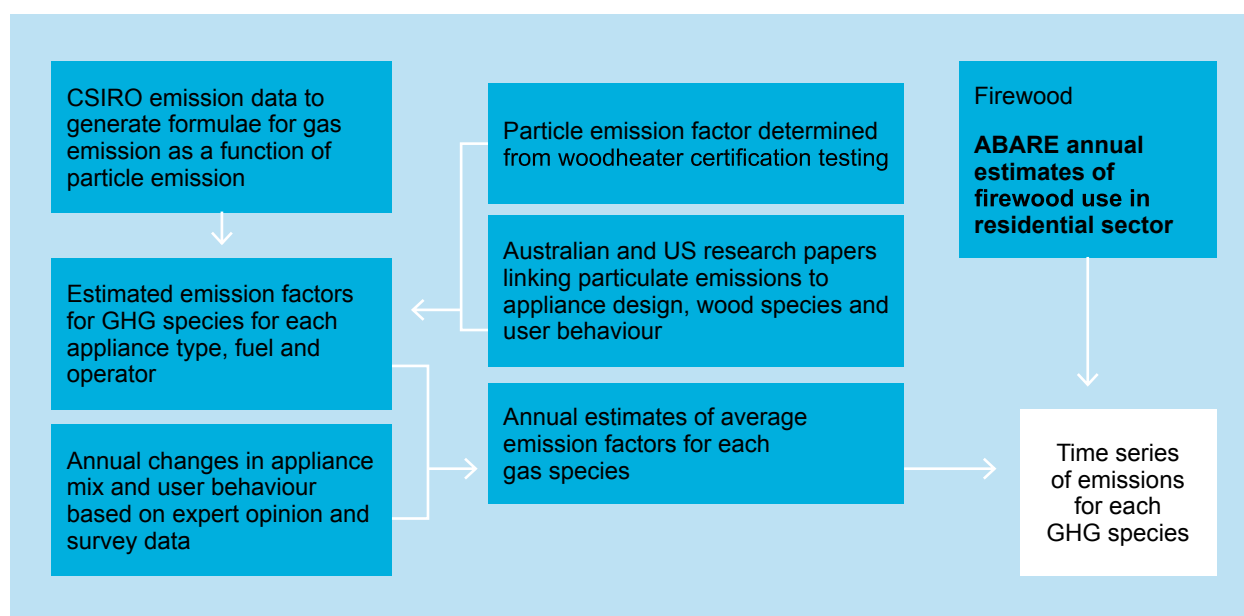 CSIRO emission data to
generate formulae for gas
emission as a function of
particle emission
Estimated emission factors
for GHG species for each
appliance type, fuel and
operator
Annual changes in appliance
mix and user behaviour
based on expert opinion and
survey data
Particle emission factor determined
from woodheater certification testing
Australian and US research papers
linking particulate emissions to
appliance design, wood species and
user behaviour
Annual estimates of average
emission factors for each
gas species
Firewood
ABARE annual
estimates of
firewood use in
residential sector
Time series
of emissions
for each
GHG species